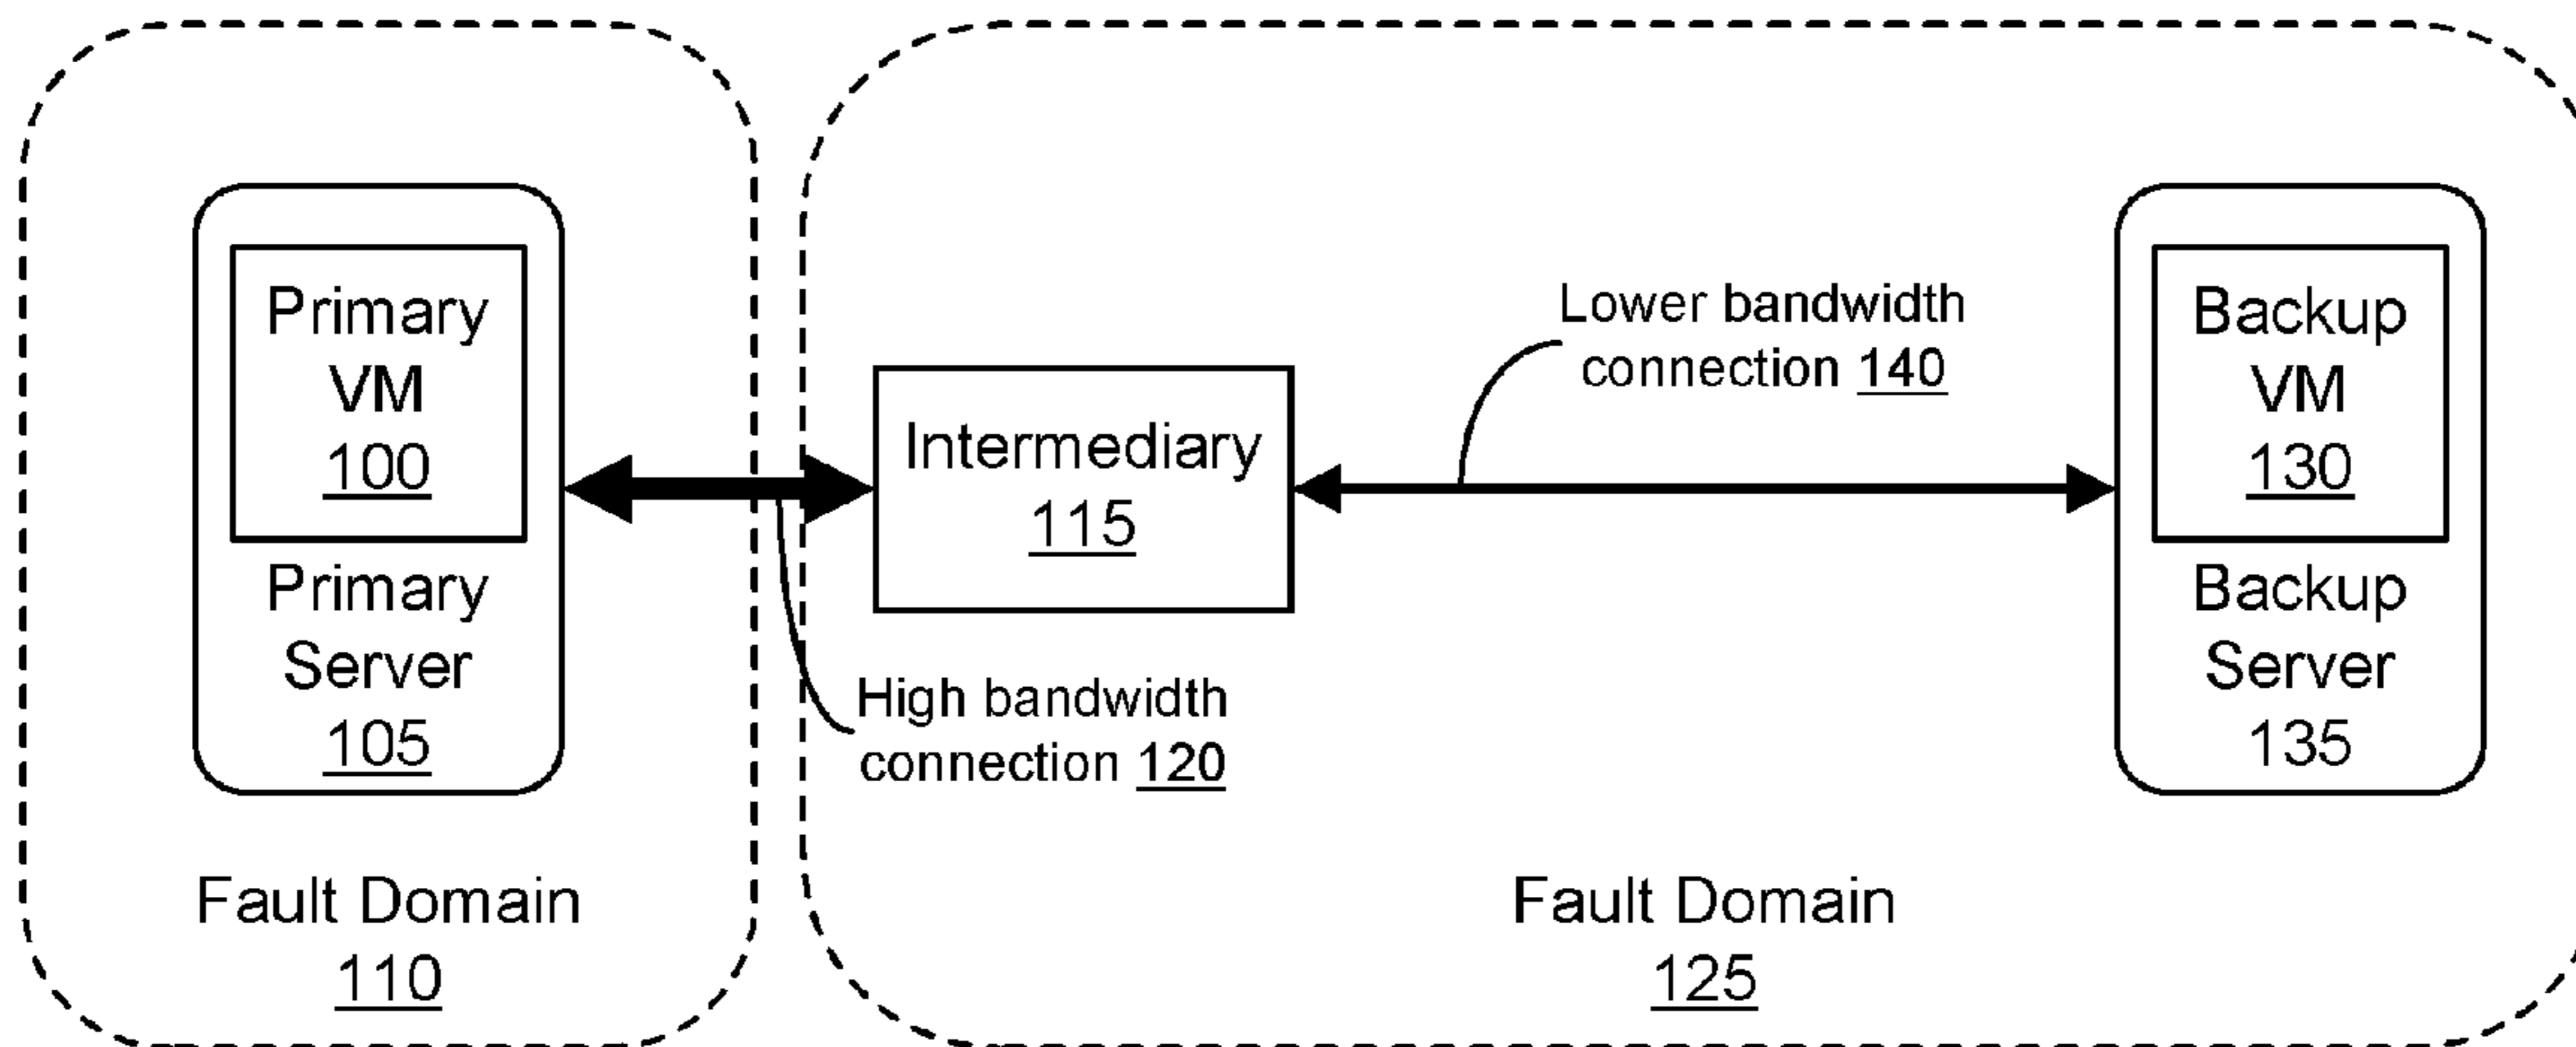 Primary
VM
100
Primary
Server
105
Fault Domain
110
High bandwidth
connection 120
Intermediary
115
Lower bandwidth
connection 140
Backup
VM
130
Backup
Server
135
Fault Domain
125